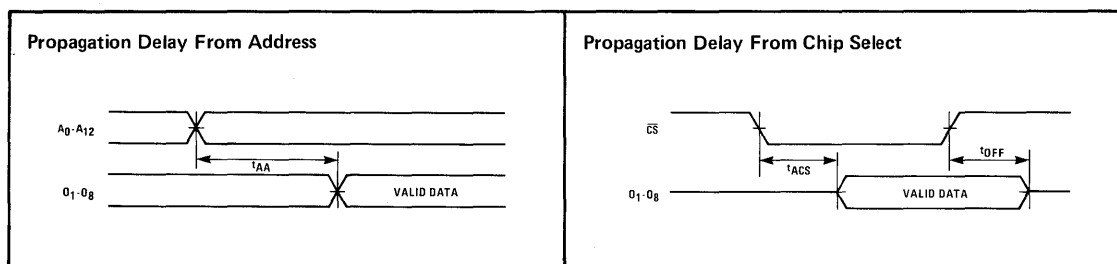 Propagation Delay From Address
A0-A12
tAA
O1-O8
VALID DATA
Propagation Delay From Chip Select
C̅S̅
tACS
tOFF
O1-O8
VALID DATA